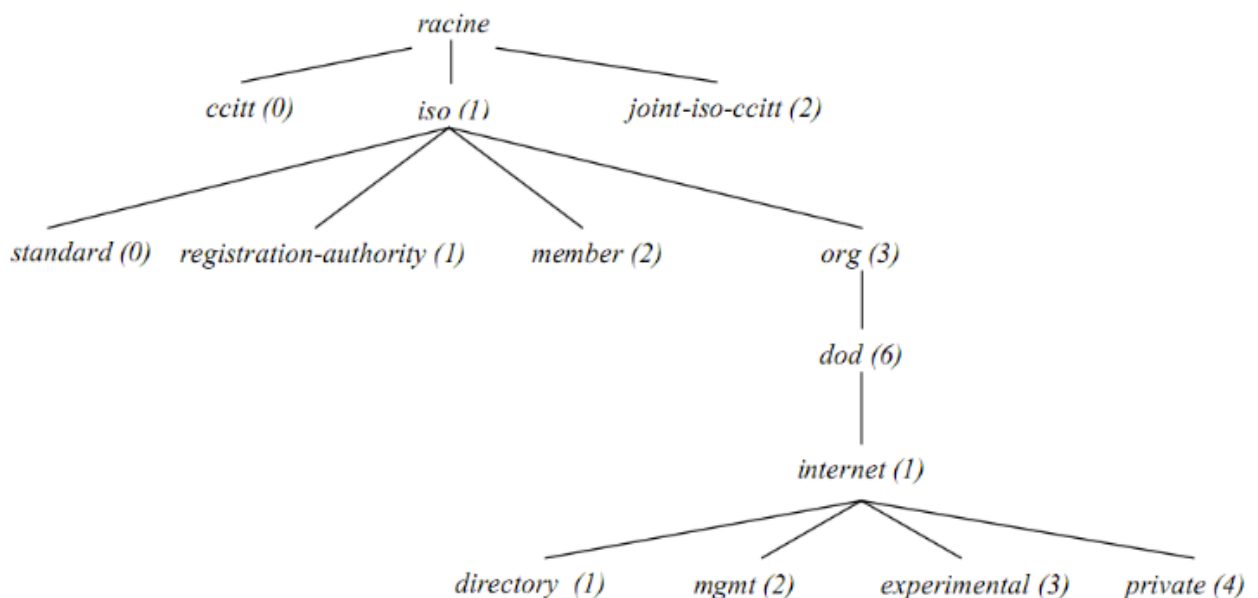 racine
ccitt (0) iso (1) joint-iso-ccitt (2)
standard (0) registration-authority (1) member (2) org (3)
dod (6)
internet (1)
directory (1) mgmt (2) experimental (3) private (4)